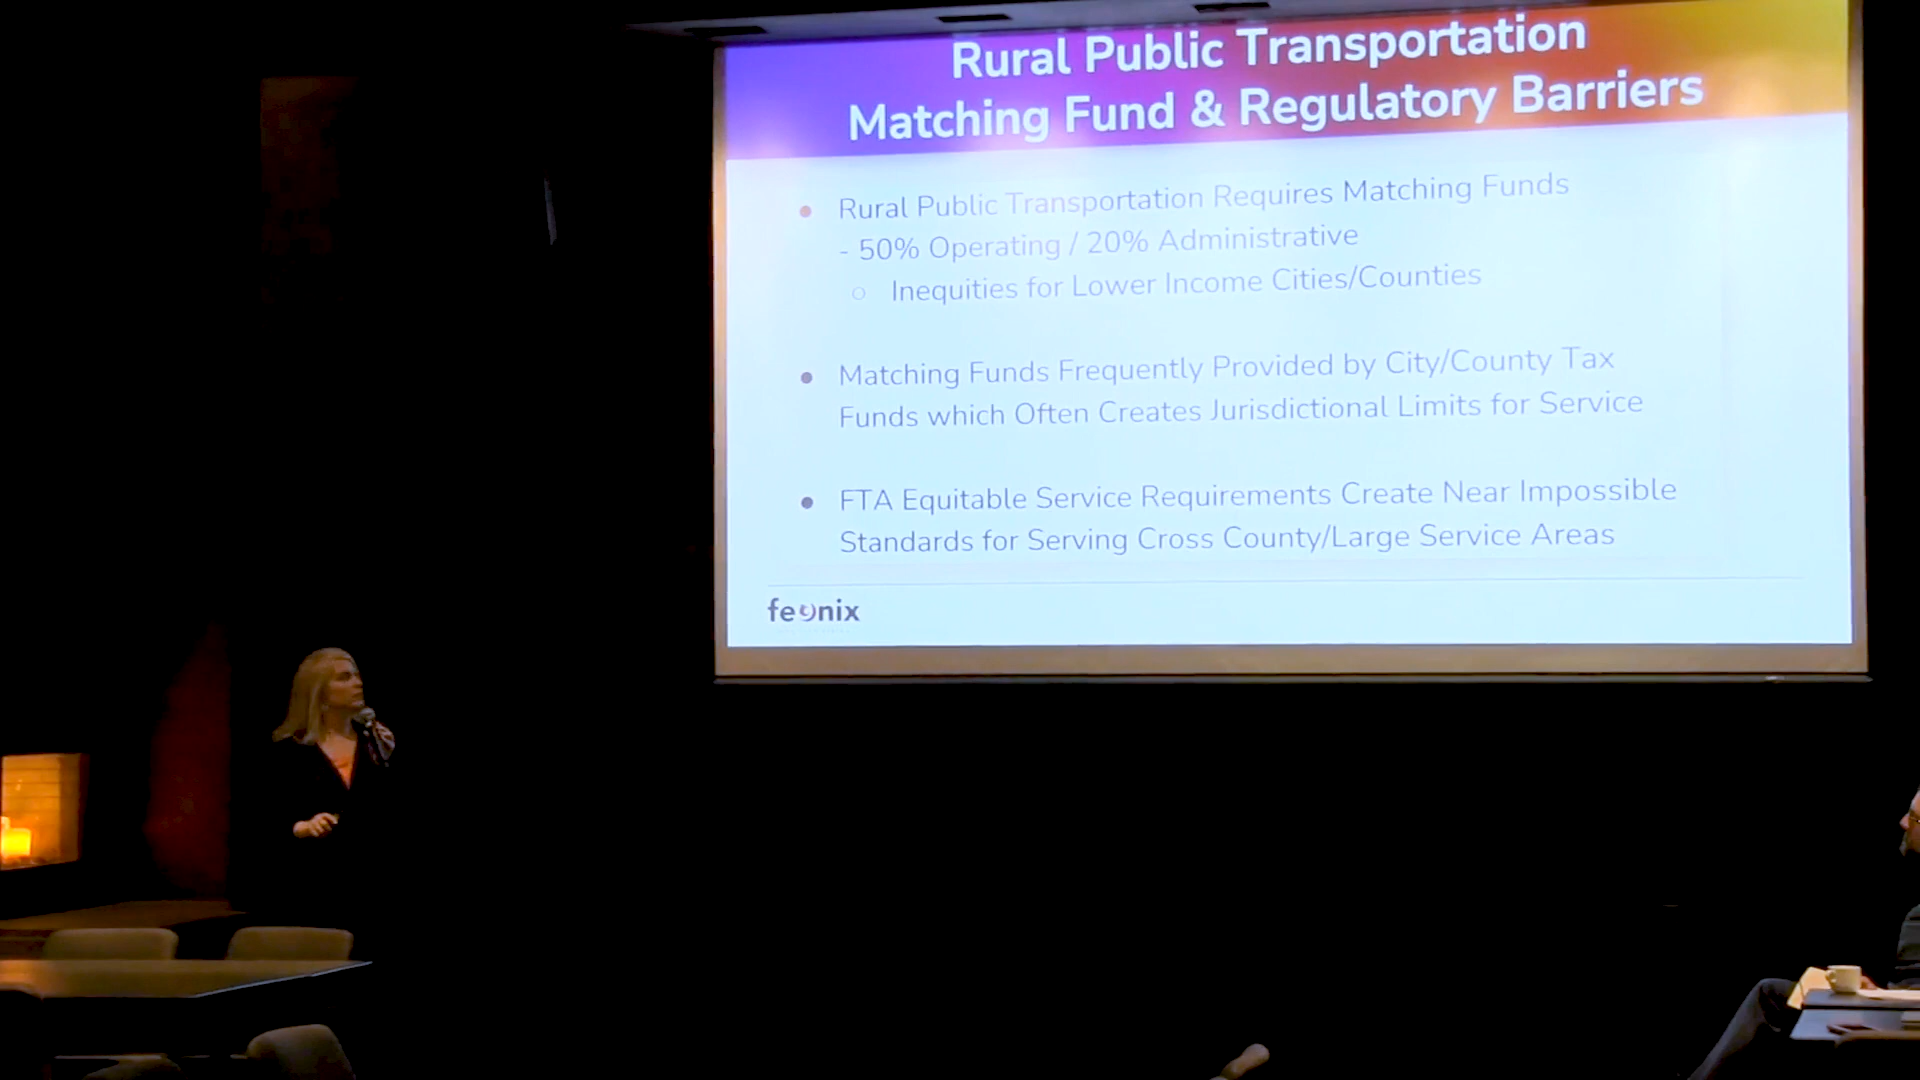 Rural Public Transportation
Matching Fund & Regulatory Barriers
Rural Public Transportation Requires Matching Funds
- 50% Operating / 20% Administrative
Inequities for Lower Income Cities/Counties
Matching Funds Frequently Provided by City/County Tax
Funds which Often Creates Jurisdictional Limits for Service
FTA Equitable Service Requirements Create Near Impossible
Standards for Serving Cross County/Large Service Areas
feonix